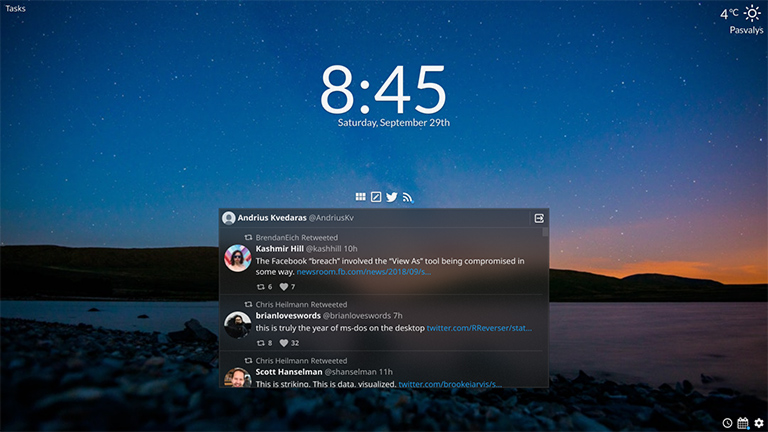 Tasks
4 °C
Pasvalys
8:45
Saturday, September 29th
Andrius Kvedaras @AndriusKv
BrendanEich Retweeted
Kashmir Hill @kashhill 10h
The Facebook “breach” involved the “View As” tool being compromised in
some way. newsroom.fb.com/news/2018/09/s...
6 7
Chris Heilmann Retweeted
brianloveswords @brianloveswords 7h
this is truly the year of ms-dos on the desktop twitter.com/RReverser/stat...
8 32
Chris Heilmann Retweeted
Scott Hanselman @shanselman 11h
This is striking. This is data, visualized. twitter.com/brookejarvis/s...